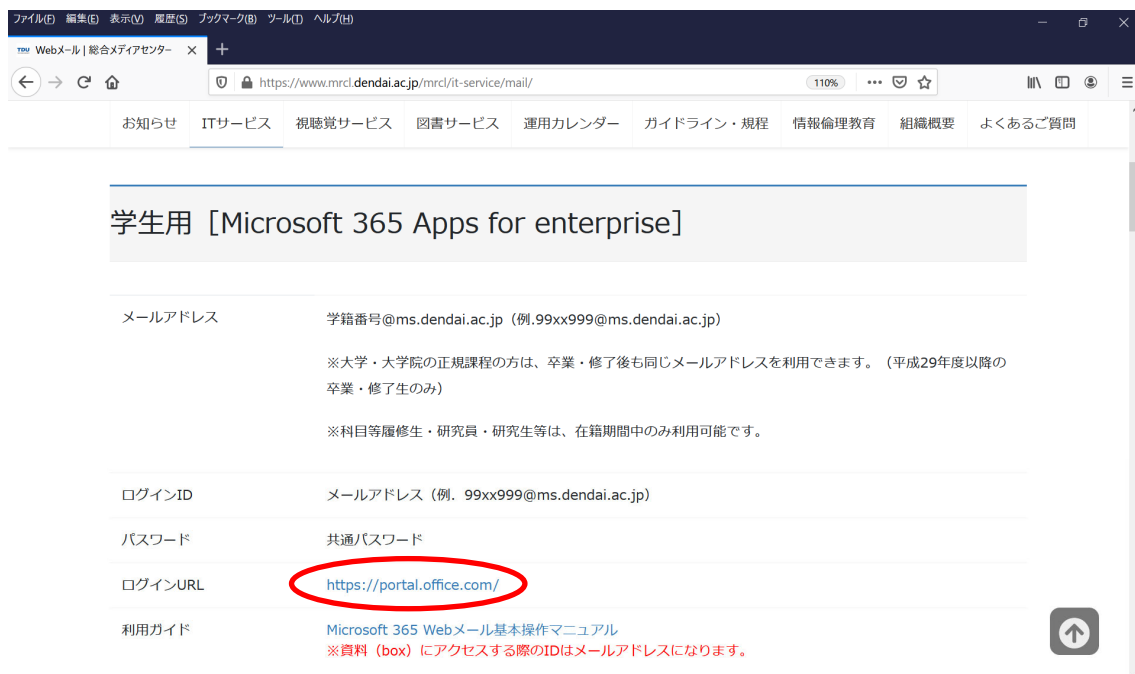 ファイル(F) 編集(E) 表示(V) 履歴(S) ブックマーク(B) ツール(T) ヘルプ(H)
TDU Webメール | 総合メディアセンター
https://www.mrcl.dendai.ac.jp/mrcl/it-service/mail/ 110%
お知らせ ITサービス 視聴覚サービス 図書サービス 運用カレンダー ガイドライン・規程 情報倫理教育 組織概要 よくあるご質問
学生用［Microsoft 365 Apps for enterprise］
メールアドレス 学籍番号@ms.dendai.ac.jp（例.99xx999@ms.dendai.ac.jp）
※大学・大学院の正規課程の方は、卒業・修了後も同じメールアドレスを利用できます。（平成29年度以降の
卒業・修了生のみ）
※科目等履修生・研究員・研究生等は、在籍期間中のみ利用可能です。
ログインID メールアドレス（例．99xx999@ms.dendai.ac.jp）
パスワード 共通パスワード
ログインURL https://portal.office.com/
利用ガイド Microsoft 365 Webメール基本操作マニュアル
※資料（box）にアクセスする際のIDはメールアドレスになります。